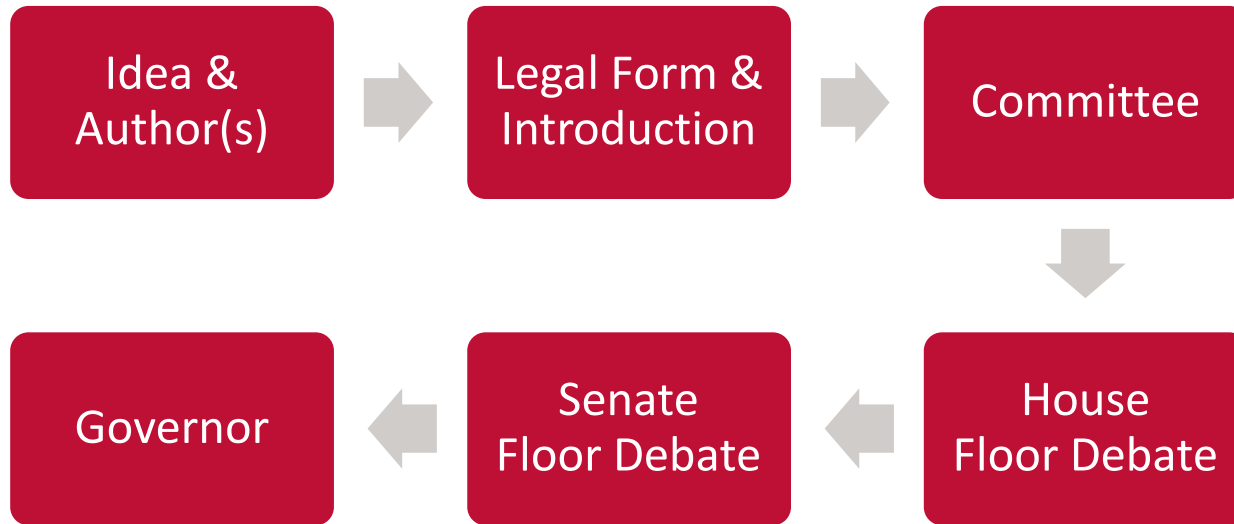 Idea &
Author(s)
Legal Form &
Introduction
Committee
House
Floor Debate
Senate
Floor Debate
Governor